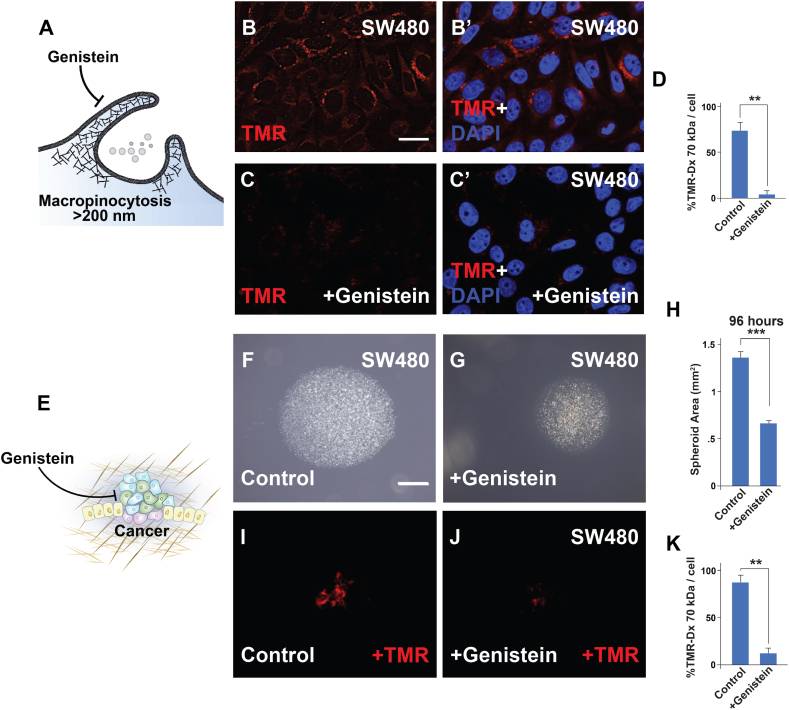 A
Genistein
Macropinocytosis
>200 nm
B
SW480
TMR
B’
SW480
TMR+
DAPI
C
SW480
TMR
+Genistein
C’
SW480
TMR+
DAPI
+Genistein
D
%TMR-Dx 70 kDa / cell
100
50
0
**
Control
+Genistein
E
Genistein
Cancer
F
SW480
Control
G
SW480
+Genistein
H
96 hours
***
Spheroid Area (mm²)
1.5
1
.5
0
Control
+Genistein
I
Control
+TMR
J
SW480
+Genistein
+TMR
K
%TMR-Dx 70 kDa / cell
100
50
0
**
Control
+Genistein